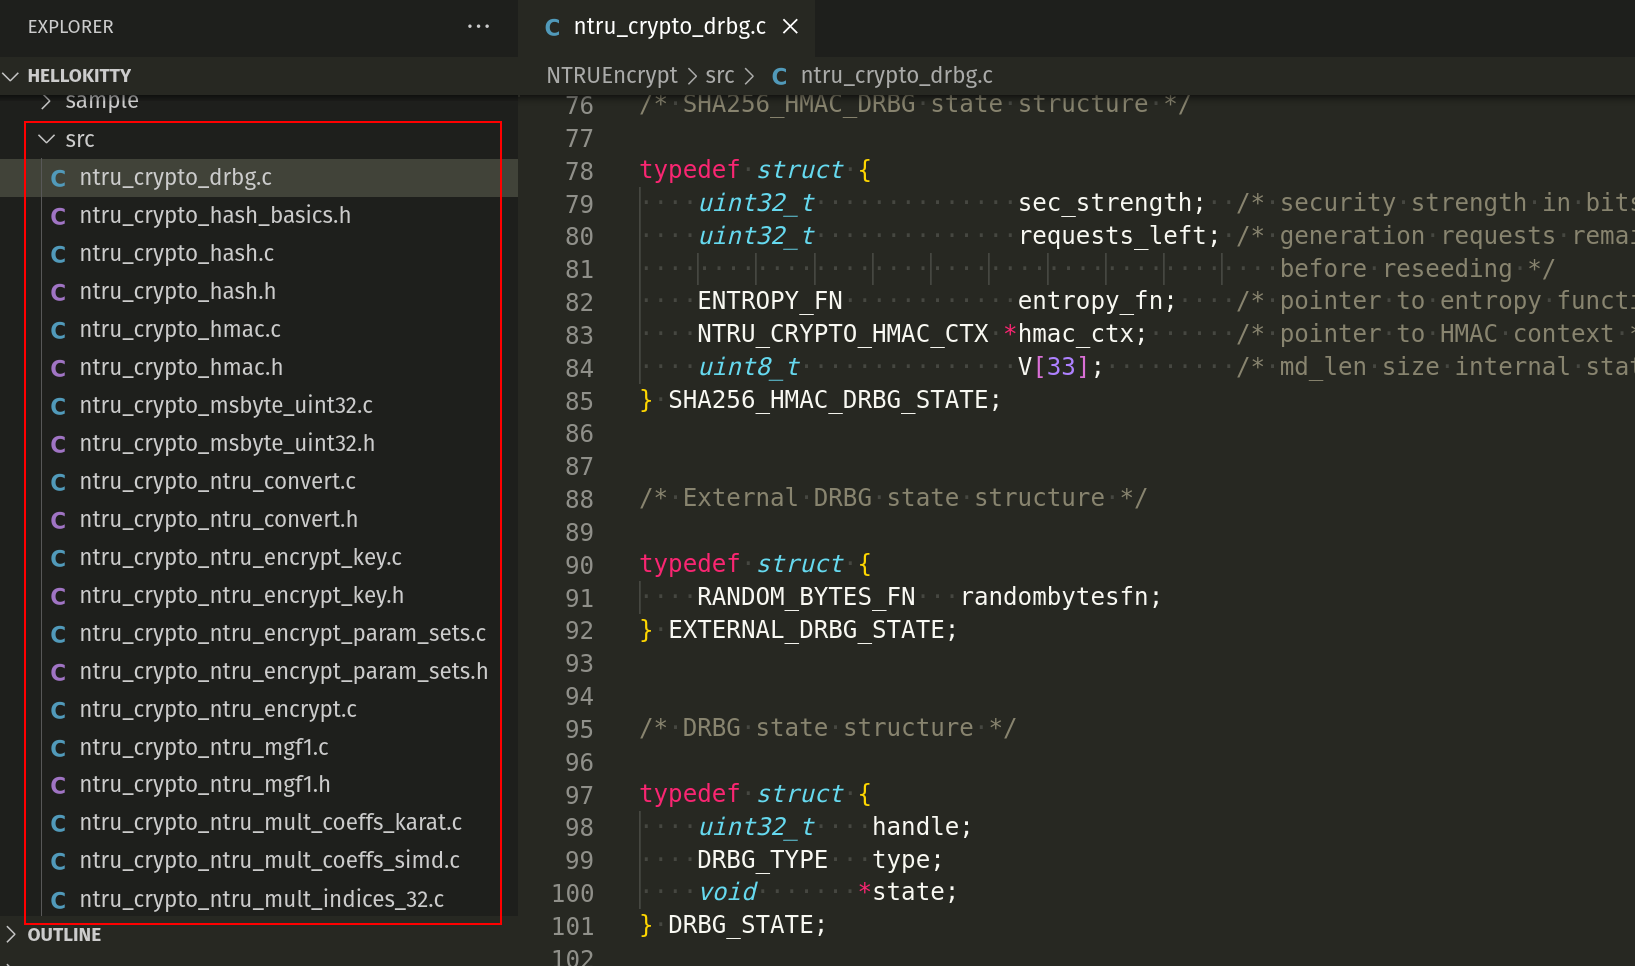 EXPLORER ···
HELLOKITTY
sample
src
C ntru_crypto_drbg.c
C ntru_crypto_hash_basics.h
C ntru_crypto_hash.c
C ntru_crypto_hash.h
C ntru_crypto_hmac.c
C ntru_crypto_hmac.h
C ntru_crypto_msbyte_uint32.c
C ntru_crypto_msbyte_uint32.h
C ntru_crypto_ntru_convert.c
C ntru_crypto_ntru_convert.h
C ntru_crypto_ntru_encrypt_key.c
C ntru_crypto_ntru_encrypt_key.h
C ntru_crypto_ntru_encrypt_param_sets.c
C ntru_crypto_ntru_encrypt_param_sets.h
C ntru_crypto_ntru_encrypt.c
C ntru_crypto_ntru_mgf1.c
C ntru_crypto_ntru_mgf1.h
C ntru_crypto_ntru_mult_coeffs_karat.c
C ntru_crypto_ntru_mult_coeffs_simd.c
C ntru_crypto_ntru_mult_indices_32.c
OUTLINE
C ntru_crypto_drbg.c ×
NTRUEncrypt > src > C ntru_crypto_drbg.c
76 /* SHA256_HMAC_DRBG state structure */
77
78 typedef struct {
79 uint32_t sec_strength; /* security strength in bits
80 uint32_t requests_left; /* generation requests remai
81 before reseeding */
82 ENTROPY_FN entropy_fn; /* pointer to entropy functi
83 NTRU_CRYPTO_HMAC_CTX *hmac_ctx; /* pointer to HMAC context *
84 uint8_t V[33]; /* md_len size internal stat
85 } SHA256_HMAC_DRBG_STATE;
86
87
88 /* External DRBG state structure */
89
90 typedef struct {
91 RANDOM_BYTES_FN randombytesfn;
92 } EXTERNAL_DRBG_STATE;
93
94
95 /* DRBG state structure */
96
97 typedef struct {
98 uint32_t handle;
99 DRBG_TYPE type;
100 void *state;
101 } DRBG_STATE;
102